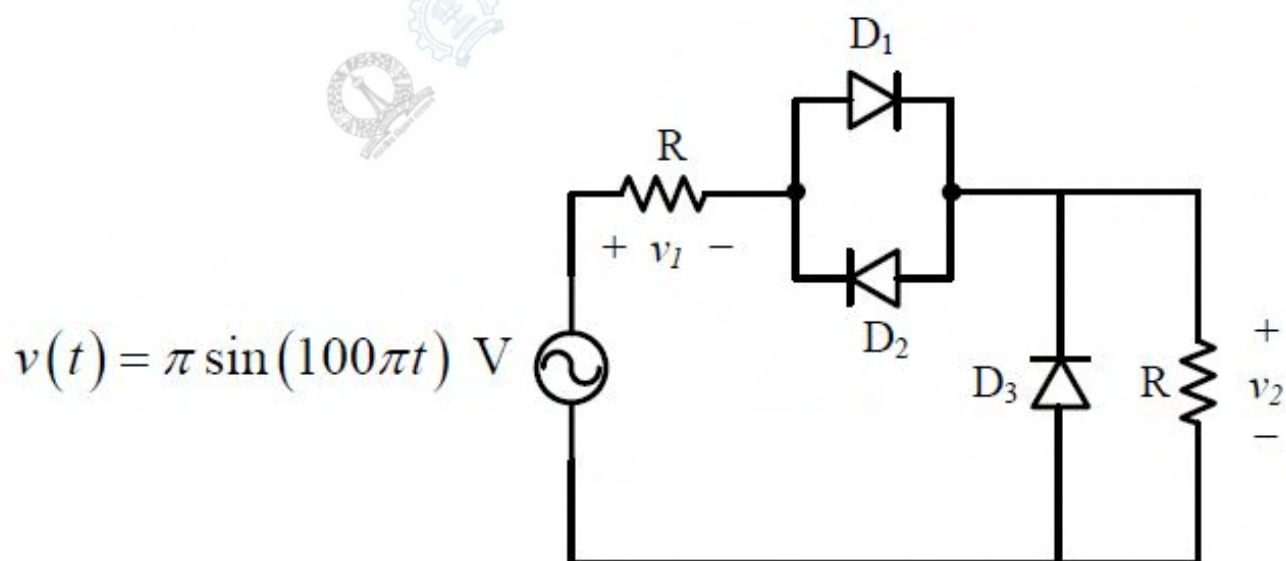 D₁
R
+ v₁ −
D₂
v(t) = π sin(100πt) V
D₃
R
+
v₂
−